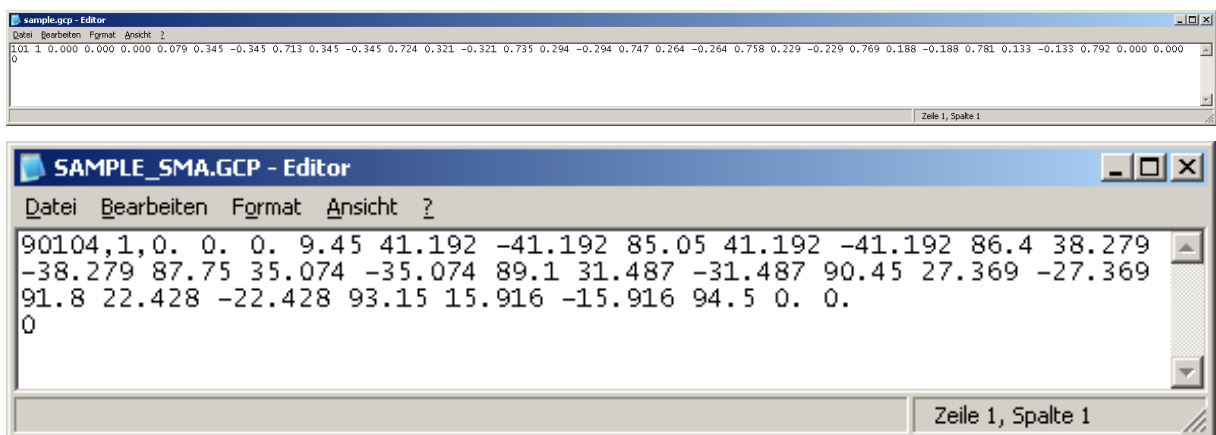 sample.gcp - Editor
Datei Bearbeiten Format Ansicht ?
101 1 0.000 0.000 0.000 0.079 0.345 -0.345 0.713 0.345 -0.345 0.724 0.321 -0.321 0.735 0.294 -0.294 0.747 0.264 -0.264 0.758 0.229 -0.229 0.769 0.188 -0.188 0.781 0.133 -0.133 0.792 0.000 0.000
0
Zeile 1, Spalte 1
SAMPLE_SMA.GCP - Editor
Datei Bearbeiten Format Ansicht ?
90104,1,0. 0. 0. 9.45 41.192 -41.192 85.05 41.192 -41.192 86.4 38.279
-38.279 87.75 35.074 -35.074 89.1 31.487 -31.487 90.45 27.369 -27.369
91.8 22.428 -22.428 93.15 15.916 -15.916 94.5 0. 0.
0
Zeile 1, Spalte 1